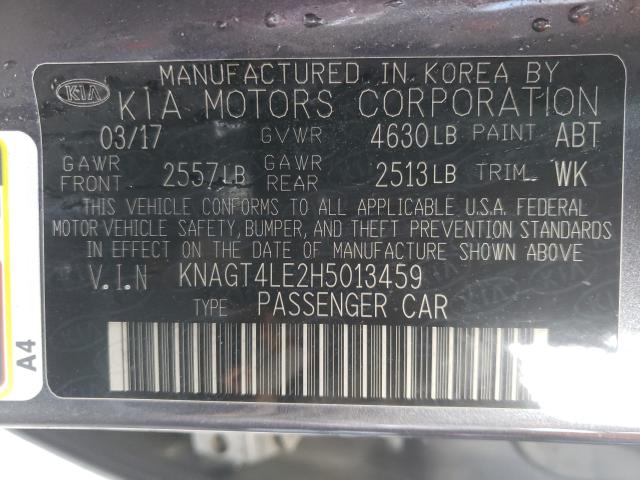 MANUFACTURED IN KOREA BY
KIA KIA MOTORS CORPORATION
03/17 GVWR 4630LB PAINT ABT
GAWR FRONT 2557LB GAWR REAR 2513LB TRIM WK
THIS VEHICLE CONFORMS TO ALL APPLICABLE U.S.A. FEDERAL
MOTOR VEHICLE SAFETY, BUMPER, AND THEFT PREVENTION STANDARDS
IN EFFECT ON THE DATE OF MANUFACTURE SHOWN ABOVE.
V.I.N KNAGT4LE2H5013459
TYPE PASSENGER CAR
A4